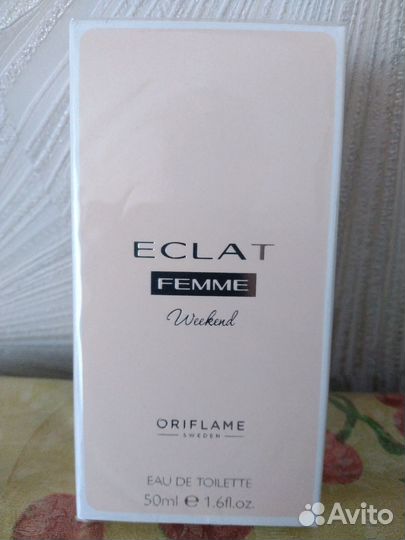 ECLAT
FEMME
Weekend
ORIFLAME
SWEDEN
EAU DE TOILETTE
50ml ℮ 1.6fl.oz.
Avito